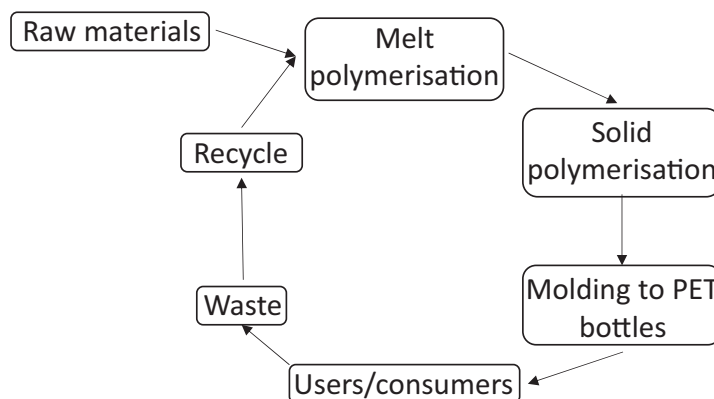 Raw materials
Melt
polymerisation
Solid
polymerisation
Recycle
Molding to PET
bottles
Waste
Users/consumers